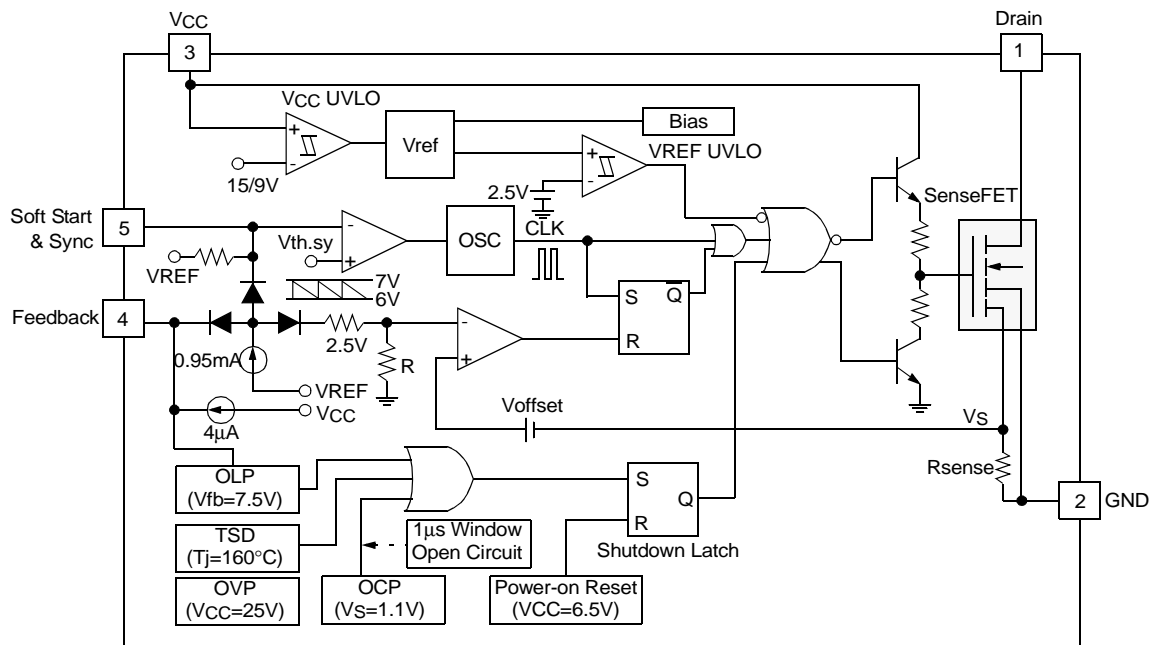 VCC
Drain
3
1
VCC UVLO
Bias
Vref
VREF UVLO
15/9V
2.5V
SenseFET
Soft Start
& Sync
5
-
+
CLK
OSC
Vth.sy
VREF
7V
6V
S
Q
R
Feedback
4
2.5V
0.95mA
R
VREF
VCC
4μA
Voffset
VS
Rsense
OLP
(Vfb=7.5V)
S
Q
R
2
GND
TSD
(Tj=160°C)
1μs Window
Open Circuit
Shutdown Latch
OVP
(VCC=25V)
OCP
(VS=1.1V)
Power-on Reset
(VCC=6.5V)